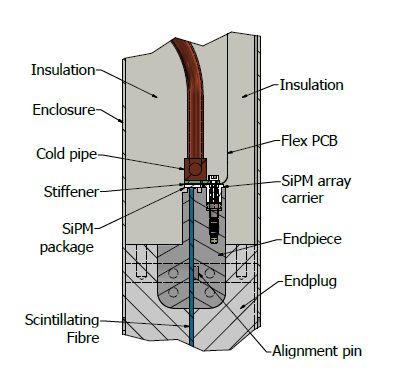 Insulation
Insulation
Enclosure
Flex PCB
Cold pipe
SiPM array
carrier
Stiffener
SiPM
package
Endpiece
Endplug
Scintillating
Fibre
Alignment pin